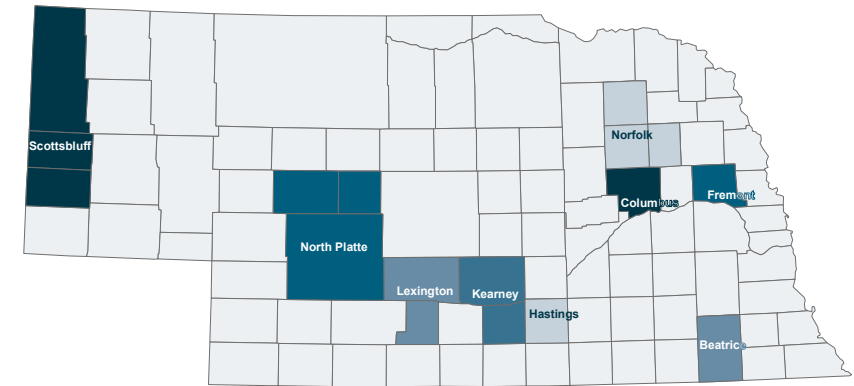 Scottsbluff
Norfolk
Columbus
Fremont
North Platte
Lexington
Kearney
Hastings
Beatrice